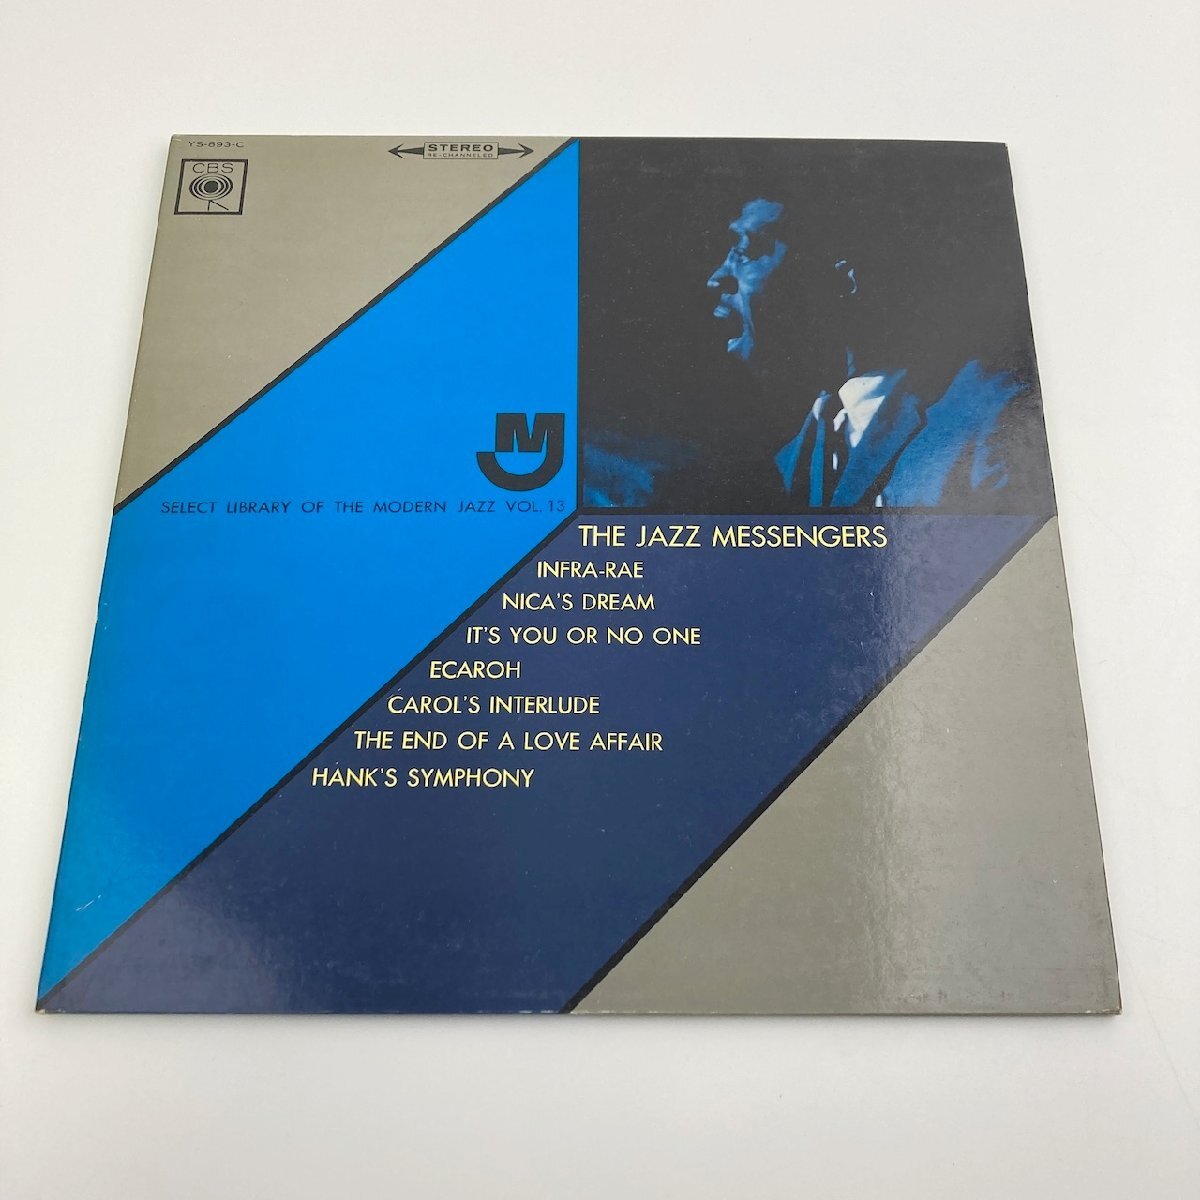 YS-893-C
STEREO
RE-CHANNELED
CBS
MJ
SELECT LIBRARY OF THE MODERN JAZZ VOL. 13
THE JAZZ MESSENGERS
INFRA-RAE
NICA'S DREAM
IT'S YOU OR NO ONE
ECAROH
CAROL'S INTERLUDE
THE END OF A LOVE AFFAIR
HANK'S SYMPHONY